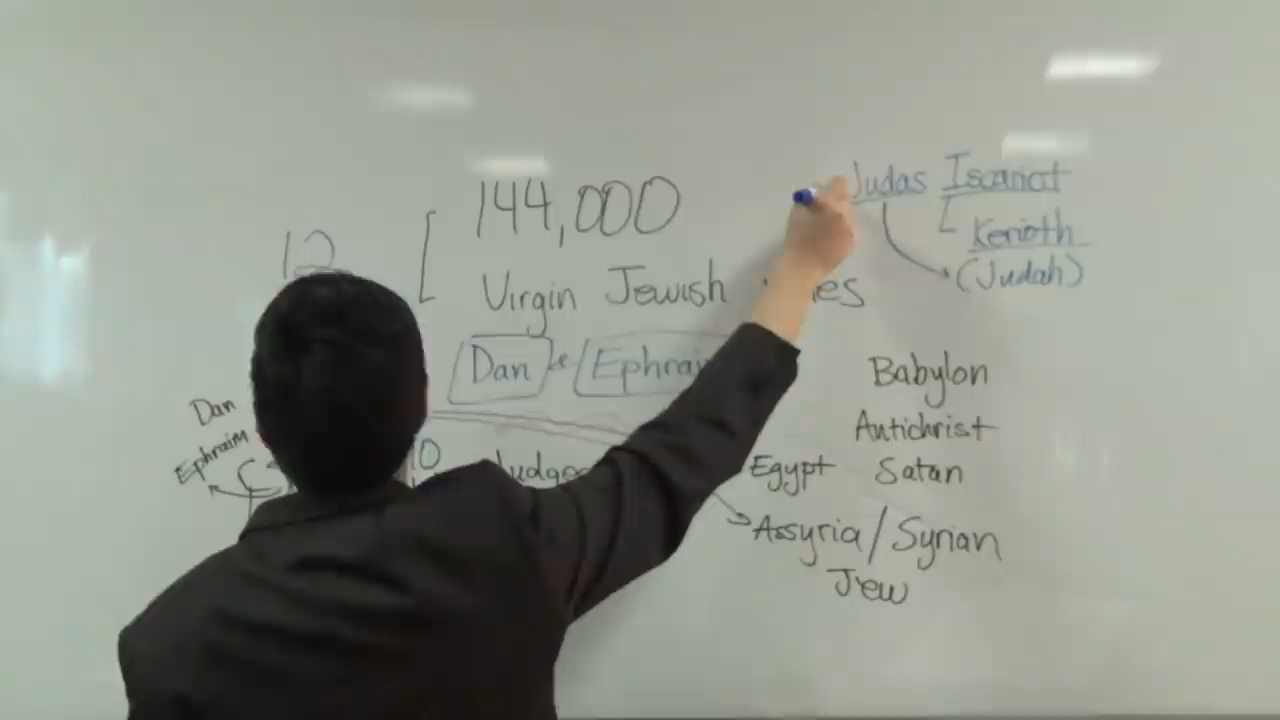 144,000
12
Virgin Jewish
Dan & Ephraim
Dan
Ephraim
10
Judas Iscariot
Kerioth
(Judah)
Babylon
Antichrist
Egypt Satan
Assyria/Syrian
Jew